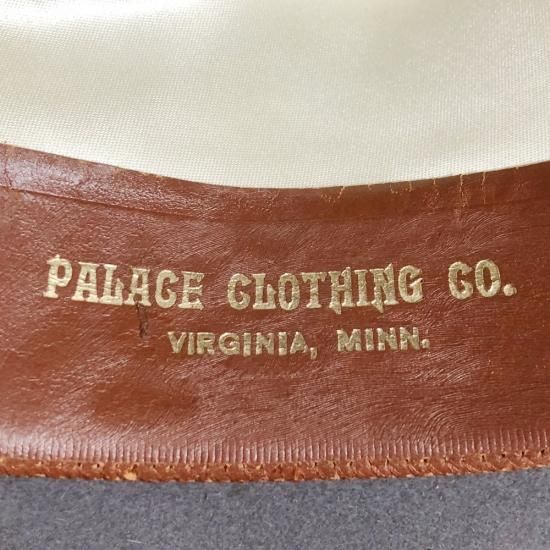 PALACE CLOTHING CO.
VIRGINIA, MINN.